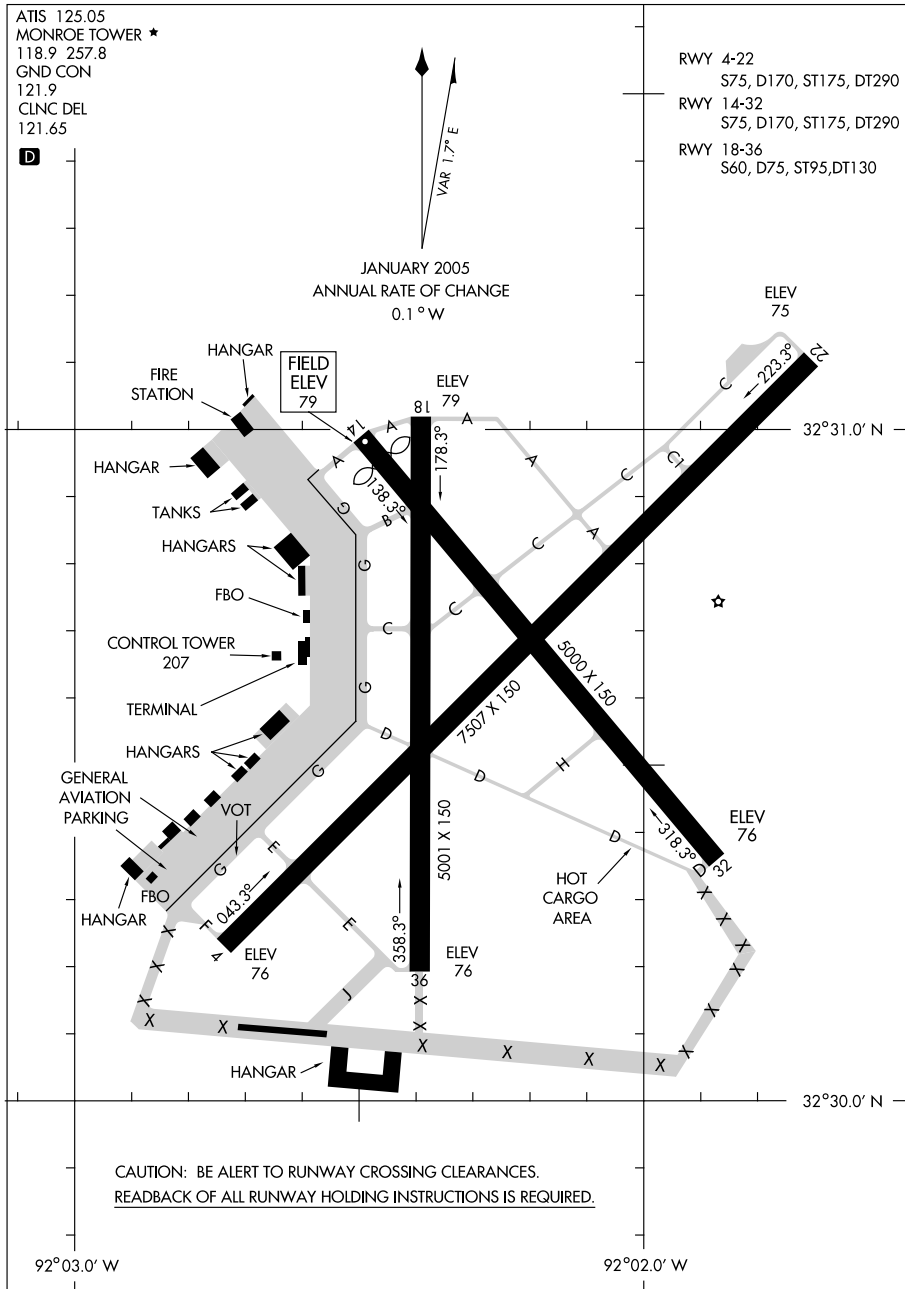 ATIS 125.05
MONROE TOWER ★
118.9 257.8
GND CON
121.9
CLNC DEL
121.65
D
RWY 4-22
S75, D170, ST175, DT290
RWY 14-32
S75, D170, ST175, DT290
RWY 18-36
S60, D75, ST95,DT130
VAR 1.7° E
JANUARY 2005
ANNUAL RATE OF CHANGE
0.1° W
ELEV
75
22
223.3°
C
HANGAR
FIRE
STATION
FIELD
ELEV
79
ELEV
79
14
A
18
A
32°31.0' N
178.3°
A
A
C1
C
HANGAR
138.3°
TANKS
G
B
HANGARS
A
C
G
FBO
C
C
CONTROL TOWER
207
5000 X 150
TERMINAL
G
D
7507 X 150
HANGARS
G
D
H
GENERAL
AVIATION
PARKING
VOT
5001 X 150
ELEV
76
E
D
318.3°
32
G
D
HOT
CARGO
AREA
FBO
HANGAR
043.3°
F
E
358.3°
X
X
4
ELEV
76
36
ELEV
76
X
X
X
X
J
X
X
X
X
X
X
X
X
X
X
X
X
HANGAR
32°30.0' N
CAUTION: BE ALERT TO RUNWAY CROSSING CLEARANCES.
READBACK OF ALL RUNWAY HOLDING INSTRUCTIONS IS REQUIRED.
92°03.0' W
92°02.0' W